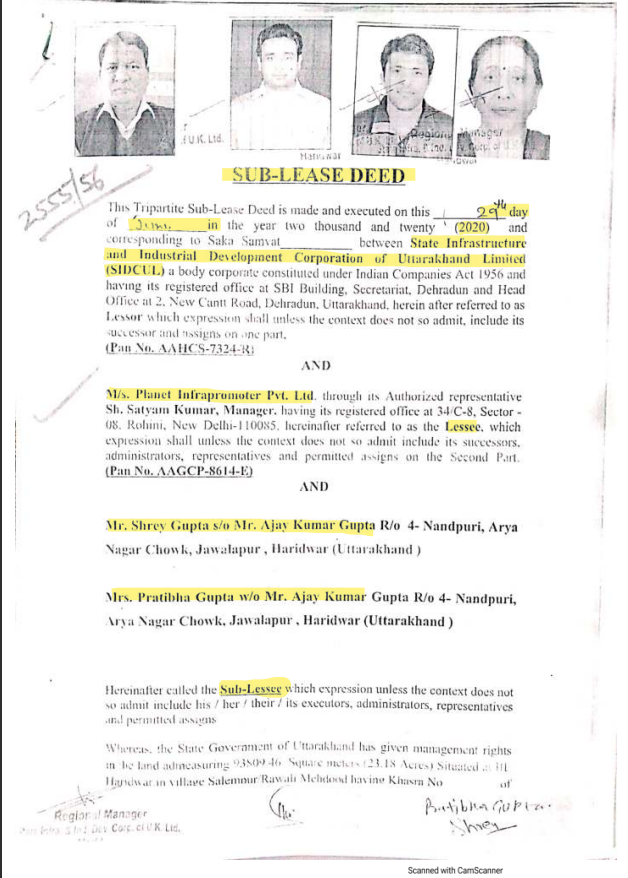 U.K. Ltd.
Regional Manager
Haridwar
SUB-LEASE DEED
2555/56
This Tripartite Sub-Lease Deed is made and executed on this 29th day
of June in the year two thousand and twenty (2020) and
corresponding to Saka Samvat__________ between State Infrastructure
and Industrial Development Corporation of Uttarakhand Limited
(SIDCUL) a body corporate constituted under Indian Companies Act 1956 and
having its registered office at SBI Building, Secretariat, Dehradun and Head
Office at 2, New Cantt Road, Dehradun, Uttarakhand, herein after referred to as
Lessor which expression shall unless the context does not so admit, include its
successor and assigns on one part,
(Pan No. AAHCS-7324-R)
AND
M/s. Planet Infrapromoter Pvt. Ltd. through its Authorized representative
Sh. Satyam Kumar, Manager, having its registered office at 34/C-8, Sector -
08, Rohini, New Delhi-110085, hereinafter referred to as the Lessee, which
expression shall unless the context does not so admit include its successors,
administrators, representatives and permitted assigns on the Second Part.
(Pan No. AAGCP-8614-E)
AND
Mr. Shrey Gupta s/o Mr. Ajay Kumar Gupta R/o 4- Nandpuri, Arya
Nagar Chowk, Jawalapur , Haridwar (Uttarakhand )
Mrs. Pratibha Gupta w/o Mr. Ajay Kumar Gupta R/o 4- Nandpuri,
Arya Nagar Chowk, Jawalapur , Haridwar (Uttarakhand )
Hereinafter called the Sub-Lessee which expression unless the context does not
so admit include his / her / their / its executors, administrators, representatives
and permitted assigns
Whereas, the State Government of Uttarakhand has given management rights
in the land admeasuring 93809.46 Square meters (23.18 Acres) Situated at
Haridwar in village Salempur Rawali Mehdood having Khasra No of
Regional Manager
Dev. Corp. of U.K. Ltd.
Pratibha Gupta
Shrey
Scanned with CamScanner